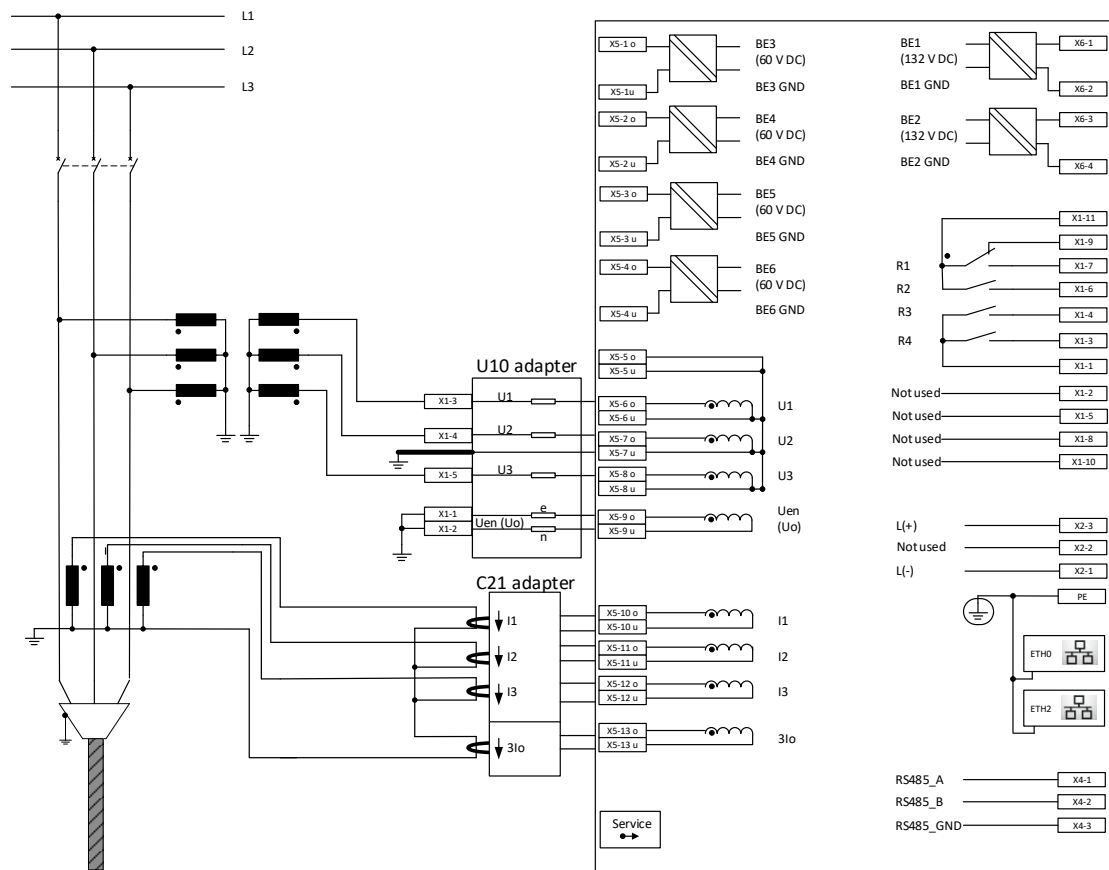 L1
L2
L3
X5-1 o
BE3
(60 V DC)
X5-1u
BE3 GND
X5-2 o
BE4
(60 V DC)
X5-2 u
BE4 GND
X5-3 o
BE5
(60 V DC)
X5-3 u
BE5 GND
X5-4 o
BE6
(60 V DC)
X5-4 u
BE6 GND
BE1
(132 V DC)
X6-1
BE1 GND
X6-2
BE2
(132 V DC)
X6-3
BE2 GND
X6-4
X1-11
X1-9
R1
X1-7
R2
X1-6
R3
X1-4
R4
X1-3
X1-1
Not used
X1-2
Not used
X1-5
Not used
X1-8
Not used
X1-10
U10 adapter
X5-5 o
X5-5 u
X1-3
U1
X5-6 o
X5-6 u
U1
X1-4
U2
X5-7 o
X5-7 u
U2
X1-5
U3
X5-8 o
X5-8 u
U3
X1-1
X1-2
Uen (Uo)
e
n
X5-9 o
X5-9 u
Uen
(Uo)
L(+)
X2-3
Not used
X2-2
L(-)
X2-1
PE
ETH0
ETH2
C21 adapter
I1
X5-10 o
X5-10 u
I1
I2
X5-11 o
X5-11 u
I2
I3
X5-12 o
X5-12 u
I3
3Io
X5-13 o
X5-13 u
3Io
Service
RS485_A
X4-1
RS485_B
X4-2
RS485_GND
X4-3